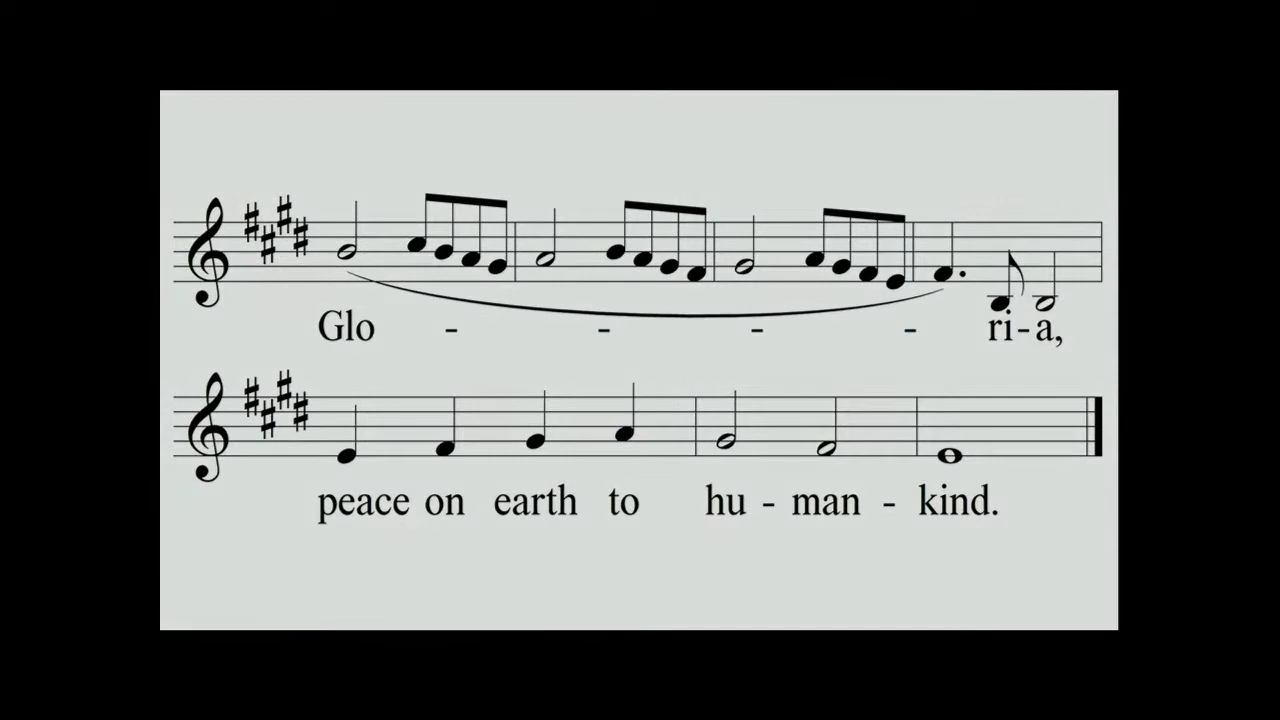 Glo - - - - ri-a,
peace on earth to hu - man - kind.